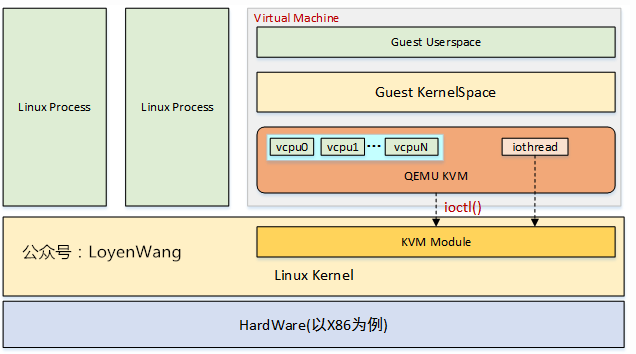 Virtual Machine
Guest Userspace
Linux Process
Linux Process
Guest KernelSpace
vcpu0
vcpu1
...
vcpuN
iothread
QEMU KVM
ioctl()
KVM Module
公众号：LoyenWang
Linux Kernel
HardWare(以X86为例)